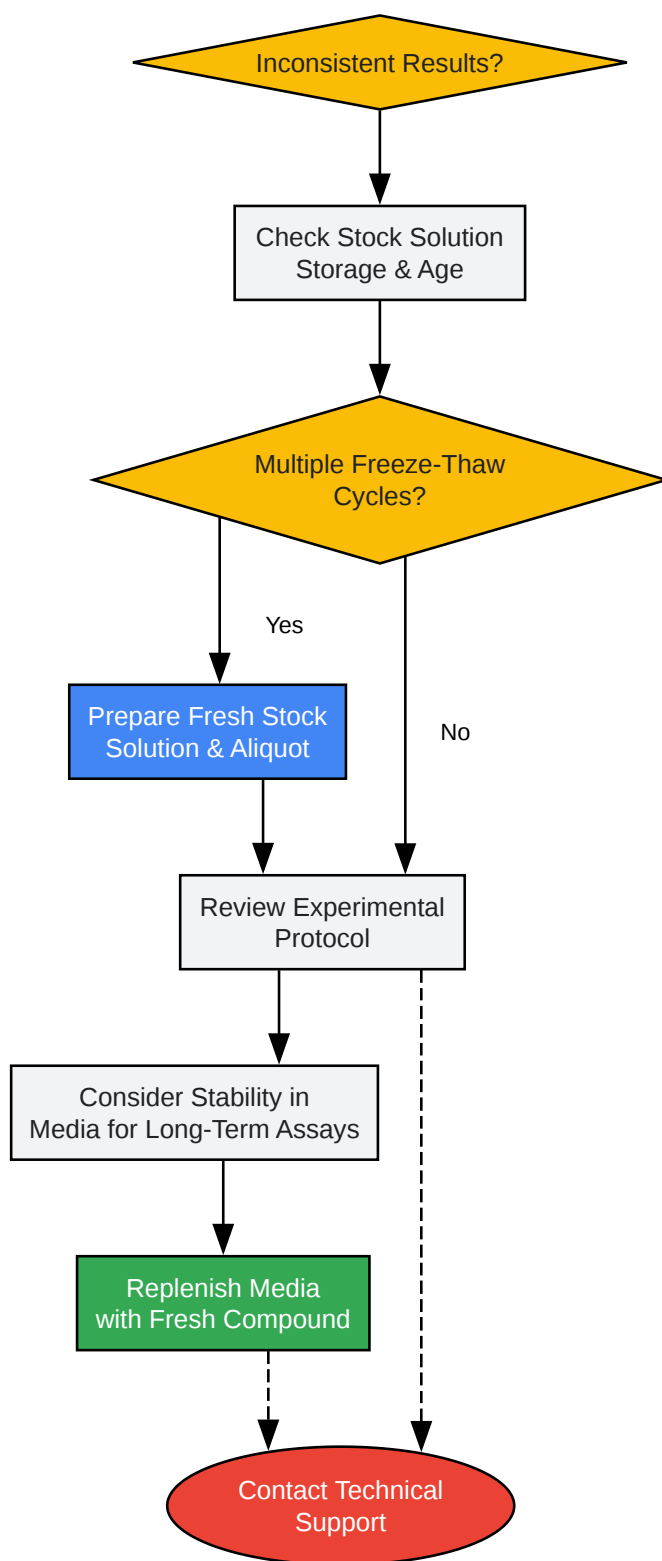 Inconsistent Results?
Check Stock Solution
Storage & Age
Multiple Freeze-Thaw
Cycles?
Yes
Prepare Fresh Stock
Solution & Aliquot
No
Review Experimental
Protocol
Consider Stability in
Media for Long-Term Assays
Replenish Media
with Fresh Compound
Contact Technical
Support